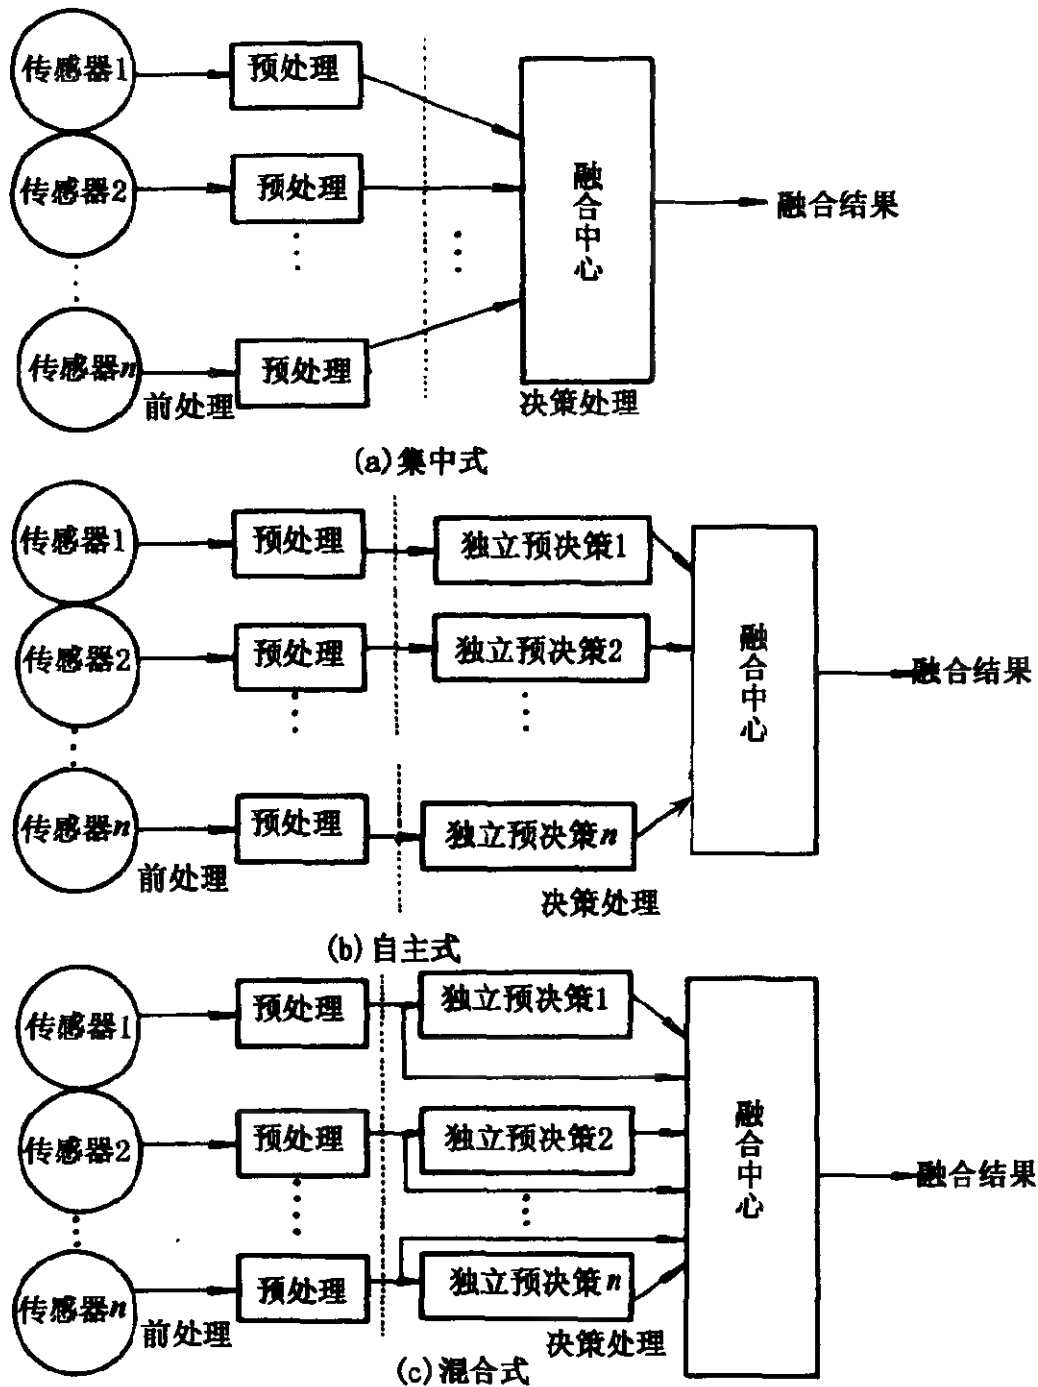 传感器1
预处理
传感器2
预处理
融合中心
融合结果
传感器n
预处理
前处理
决策处理
(a)集中式
传感器1
预处理
独立预决策1
传感器2
预处理
独立预决策2
融合中心
融合结果
传感器n
预处理
独立预决策n
前处理
决策处理
(b)自主式
传感器1
预处理
独立预决策1
传感器2
预处理
独立预决策2
融合中心
融合结果
传感器n
预处理
独立预决策n
前处理
决策处理
(c)混合式